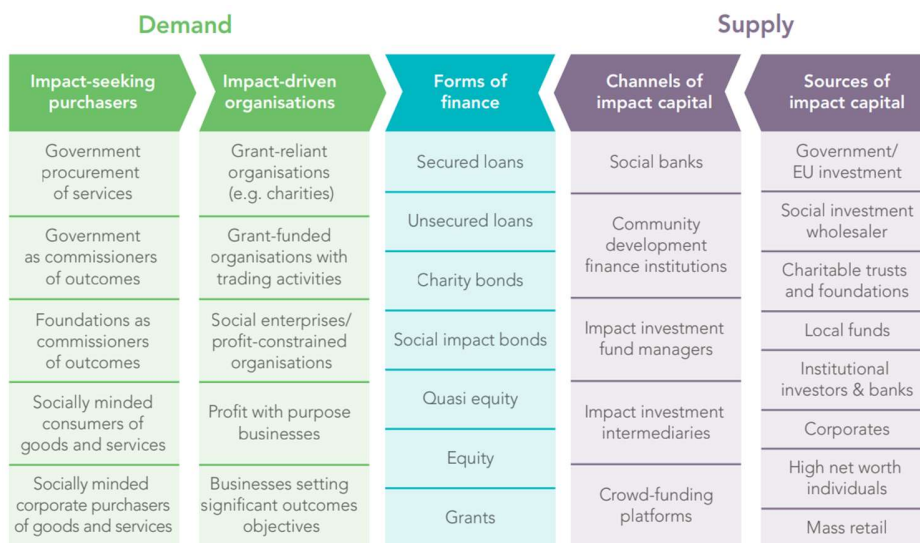 Demand
Supply
Impact-seeking
purchasers
Impact-driven
organisations
Forms of
finance
Channels of
impact capital
Sources of
impact capital
Government
procurement
of services
Government
as commissioners
of outcomes
Foundations as
commissioners
of outcomes
Socially minded
consumers of
goods and services
Socially minded
corporate purchasers
of goods and services
Grant-reliant
organisations
(e.g. charities)
Grant-funded
organisations with
trading activities
Social enterprises/
profit-constrained
organisations
Profit with purpose
businesses
Businesses setting
significant outcomes
objectives
Secured loans
Unsecured loans
Charity bonds
Social impact bonds
Quasi equity
Equity
Grants
Social banks
Community
development
finance institutions
Impact investment
fund managers
Impact investment
intermediaries
Crowd-funding
platforms
Government/
EU investment
Social investment
wholesaler
Charitable trusts
and foundations
Local funds
Institutional
investors & banks
Corporates
High net worth
individuals
Mass retail